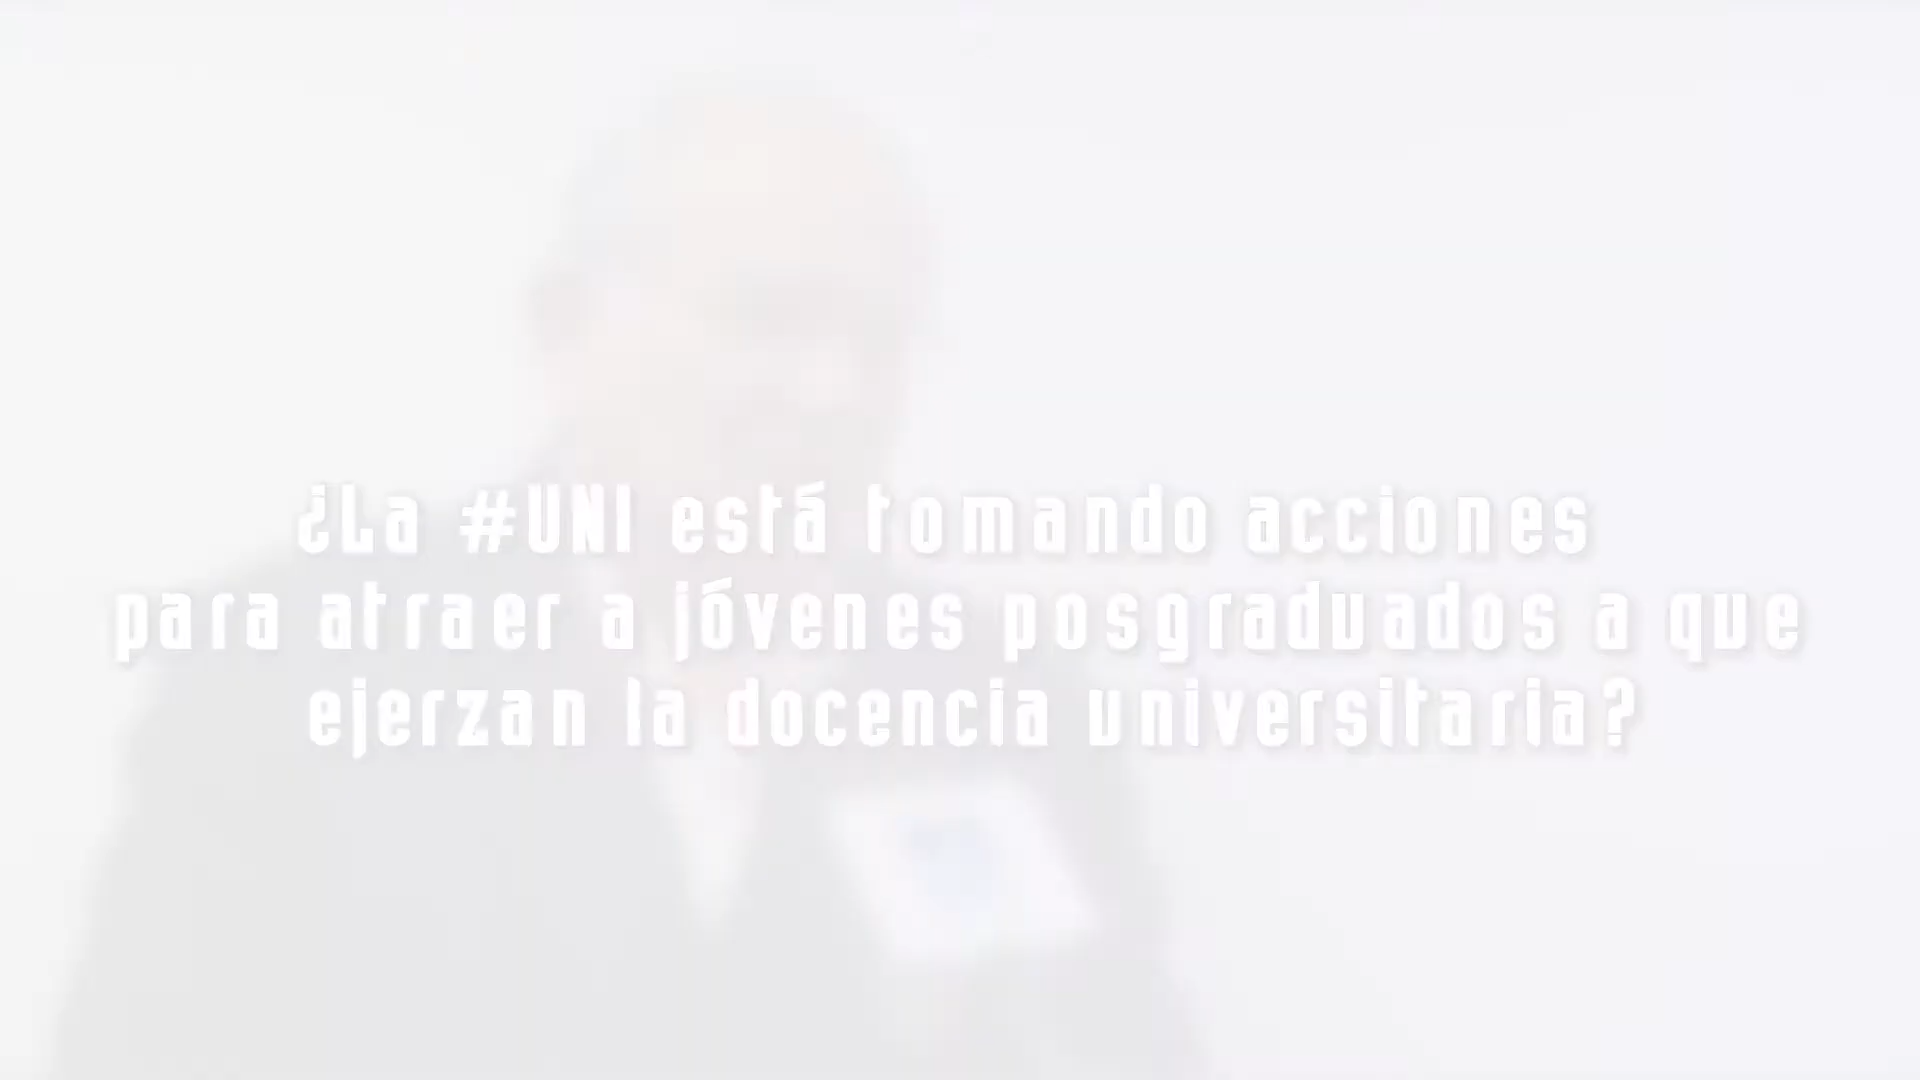 ¿La #UNI está tomando acciones
para atraer a jóvenes posgraduados a que
ejerzan la docencia universitaria?